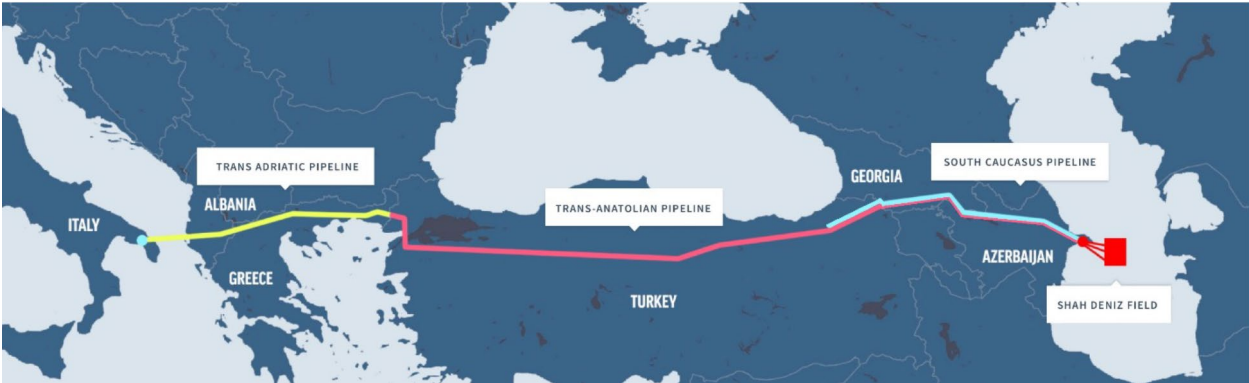 TRANS ADRIATIC PIPELINE
SOUTH CAUCASUS PIPELINE
GEORGIA
ALBANIA
TRANS-ANATOLIAN PIPELINE
ITALY
AZERBAIJAN
GREECE
TURKEY
SHAH DENIZ FIELD